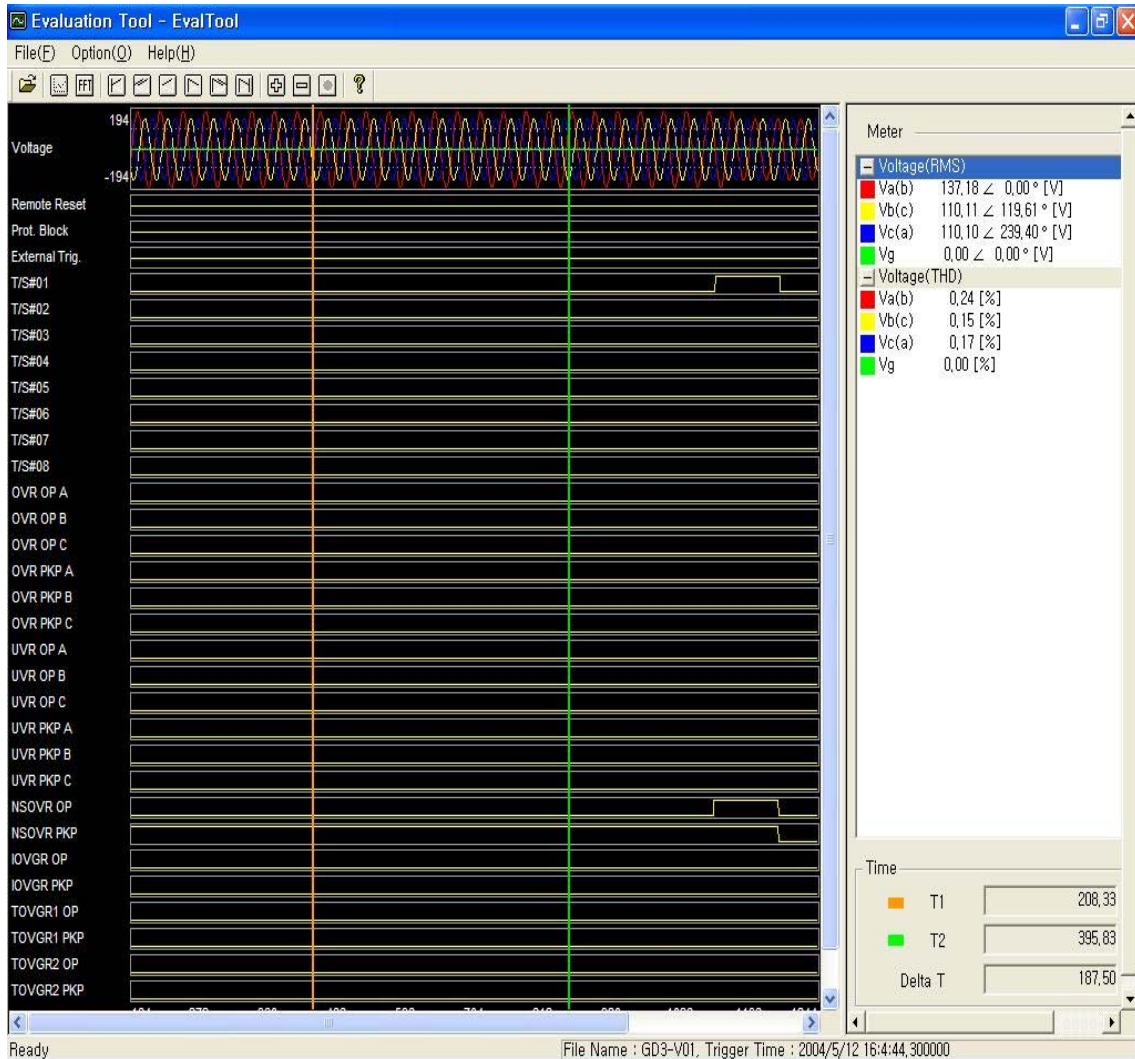 Evaluation Tool - EvalTool
File(F) Option(O) Help(H)
FFT
194
Voltage
-194
Remote Reset
Prot. Block
External Trig.
T/S#01
T/S#02
T/S#03
T/S#04
T/S#05
T/S#06
T/S#07
T/S#08
OVR OP A
OVR OP B
OVR OP C
OVR PKP A
OVR PKP B
OVR PKP C
UVR OP A
UVR OP B
UVR OP C
UVR PKP A
UVR PKP B
UVR PKP C
NSOVR OP
NSOVR PKP
IOVGR OP
IOVGR PKP
TOVGR1 OP
TOVGR1 PKP
TOVGR2 OP
TOVGR2 PKP
Meter
Voltage(RMS)
Va(b) 137,18 ∠ 0,00 ° [V]
Vb(c) 110,11 ∠ 119,61 ° [V]
Vc(a) 110,10 ∠ 239,40 ° [V]
Vg 0,00 ∠ 0,00 ° [V]
Voltage(THD)
Va(b) 0,24 [%]
Vb(c) 0,15 [%]
Vc(a) 0,17 [%]
Vg 0,00 [%]
Time
T1 208,33
T2 395,83
Delta T 187,50
Ready
File Name : GD3-V01, Trigger Time : 2004/5/12 16:4:44,300000